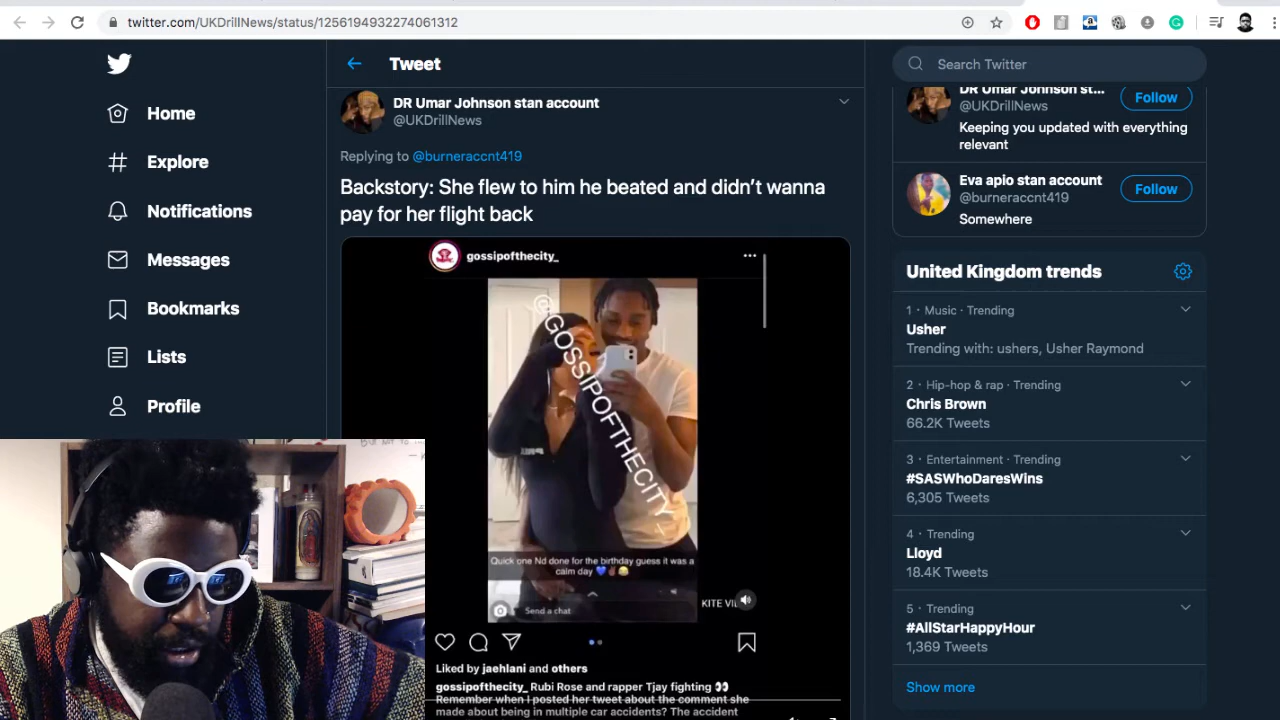 twitter.com/UKDrillNews/status/1256194932274061312
Home
Explore
Notifications
Messages
Bookmarks
Lists
Profile
Tweet
DR Umar Johnson stan account
@UKDrillNews
Replying to @burneraccnt419
Backstory: She flew to him he beated and didn't wanna
pay for her flight back
gossipofthecity_
@GOSSIPOFTHECITY_
Quick one Nd done for the birthday guess it was a
calm day 💙✌🏾😂
Send a chat
Liked by jaehlani and others
gossipofthecity_ Rubi Rose and rapper Tjay fighting 👀
Remember when I posted her tweet about the comment she
made about being in multiple car accidents? The accident
Search Twitter
DR Umar Johnson st...
@UKDrillNews
Follow
Keeping you updated with everything
relevant
Eva apio stan account
@burneraccnt419
Follow
Somewhere
United Kingdom trends
1 · Music · Trending
Usher
Trending with: ushers, Usher Raymond
2 · Hip-hop & rap · Trending
Chris Brown
66.2K Tweets
3 · Entertainment · Trending
#SASWhoDaresWins
6,305 Tweets
4 · Trending
Lloyd
18.4K Tweets
5 · Trending
#AllStarHappyHour
1,369 Tweets
Show more